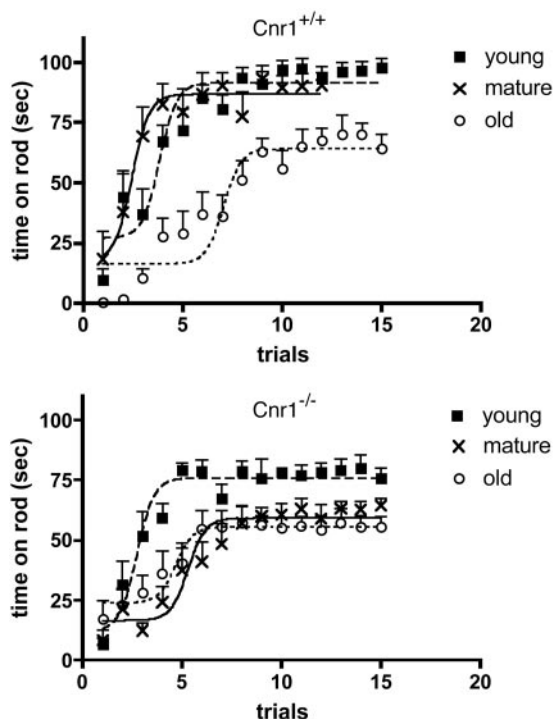 Cnr1+/+
100
75
50
25
0
time on rod (sec)
0 5 10 15 20
trials
young
mature
old
Cnr1-/-
100
75
50
25
0
time on rod (sec)
0 5 10 15 20
trials
young
mature
old